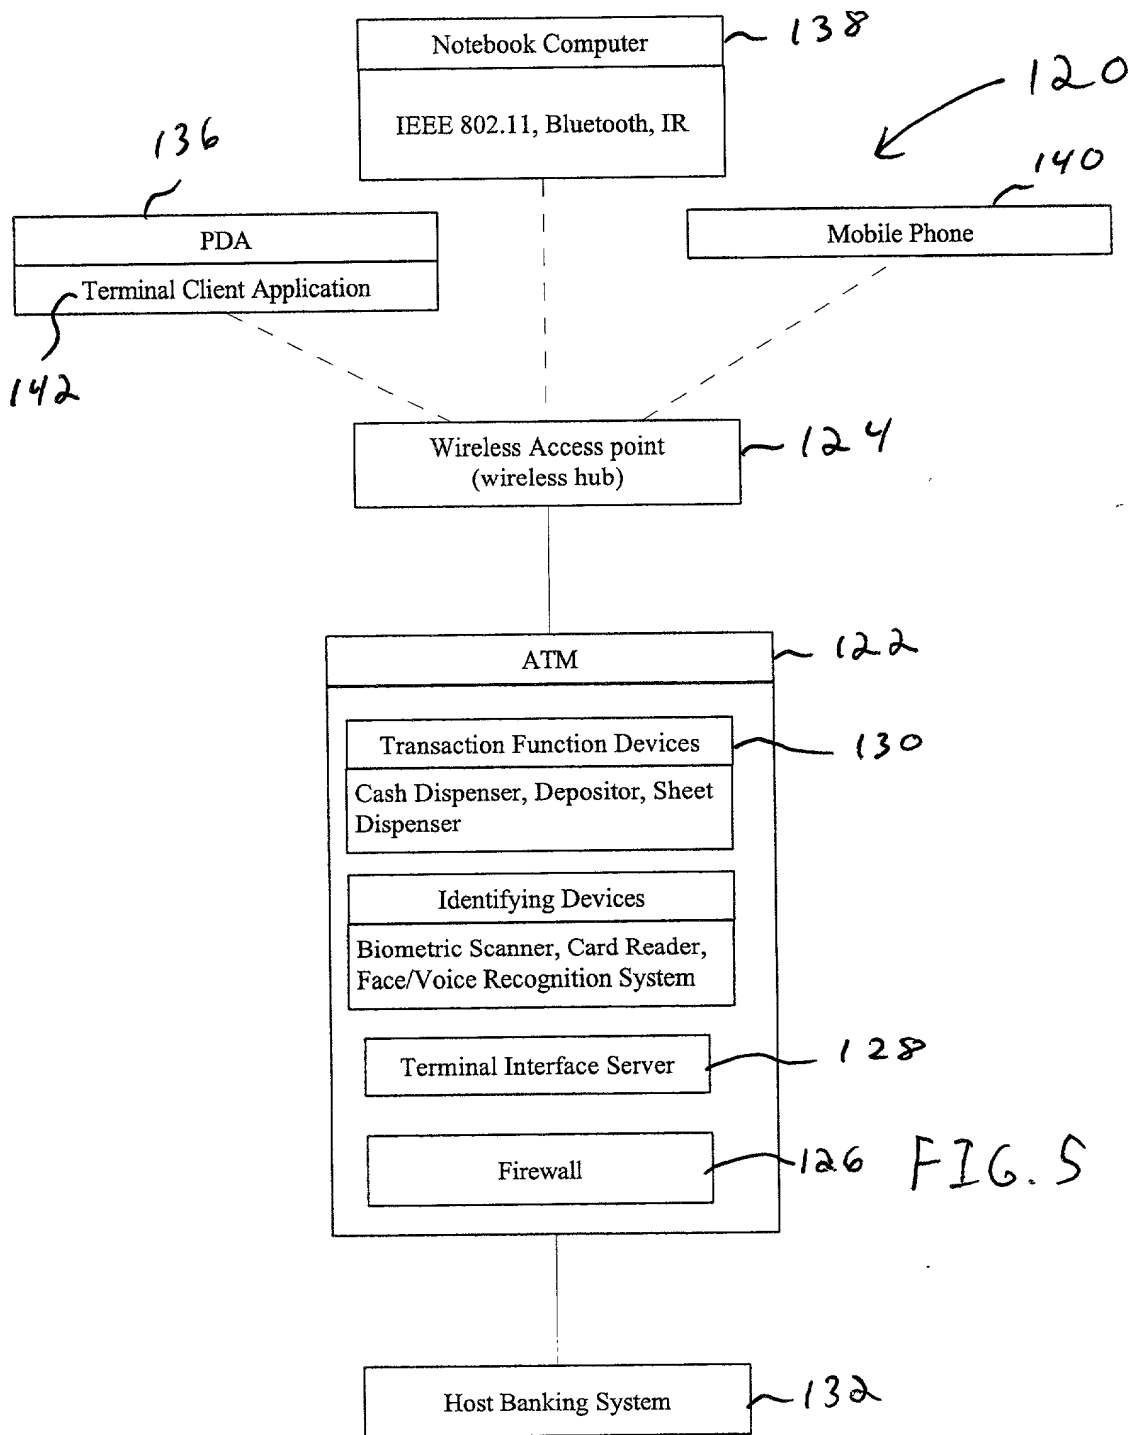 Notebook Computer
138
IEEE 802.11, Bluetooth, IR
120
136
140
PDA
Mobile Phone
Terminal Client Application
142
Wireless Access point
(wireless hub)
124
ATM
122
Transaction Function Devices
130
Cash Dispenser, Depositor, Sheet
Dispenser
Identifying Devices
Biometric Scanner, Card Reader,
Face/Voice Recognition System
Terminal Interface Server
128
Firewall
126
FIG. 5
Host Banking System
132